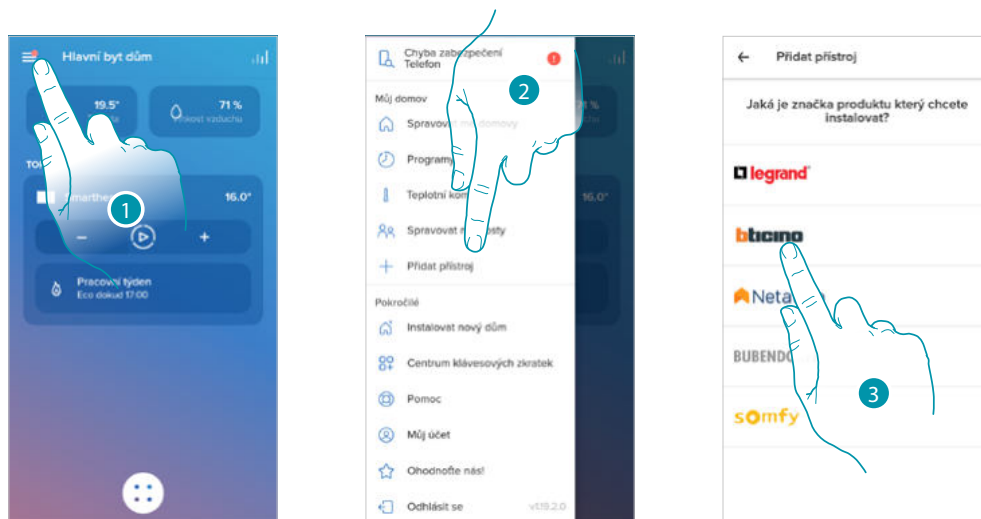 Hlavní byt dům
19.5°
71 %
vzduchu
16.0°
−
+
Pracovní týden
Eco dokud 17:00
1
Chyba zabezpečení
Telefon
!
2
Můj domov
Spravovat domovy
Programy
Teplotní
16.0°
Spravovat
Přidat přístroj
Pokročilé
Instalovat nový dům
Centrum klávesových zkratek
Pomoc
Můj účet
Ohodnoťte nás!
Odhlásit se
v1.19.2.0
← Přidat přístroj
Jaká je značka produktu který chcete
instalovat?
legrand
bticino
Neta
BUBEND
somfy
3